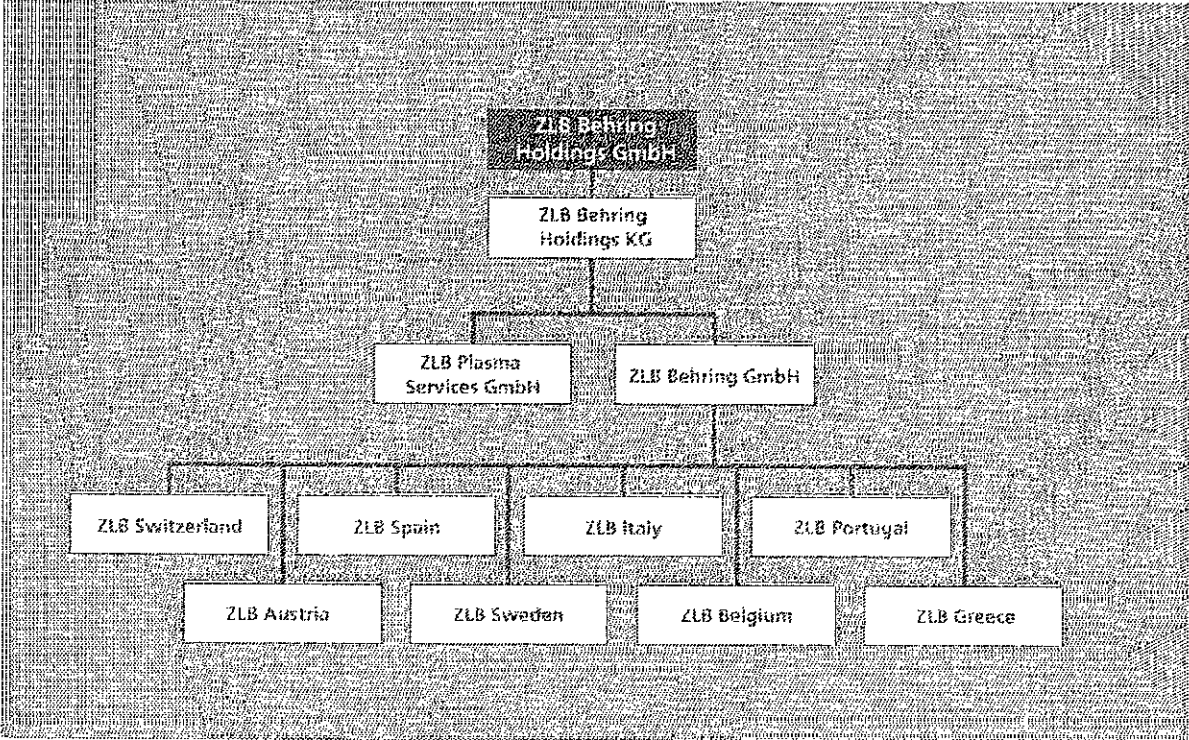 ZLB Behring
Holdings GmbH
ZLB Behring
Holdings KG
ZLB Plasma
Services GmbH
ZLB Behring GmbH
ZLB Switzerland
ZLB Spain
ZLB Italy
ZLB Portugal
ZLB Austria
ZLB Sweden
ZLB Belgium
ZLB Greece